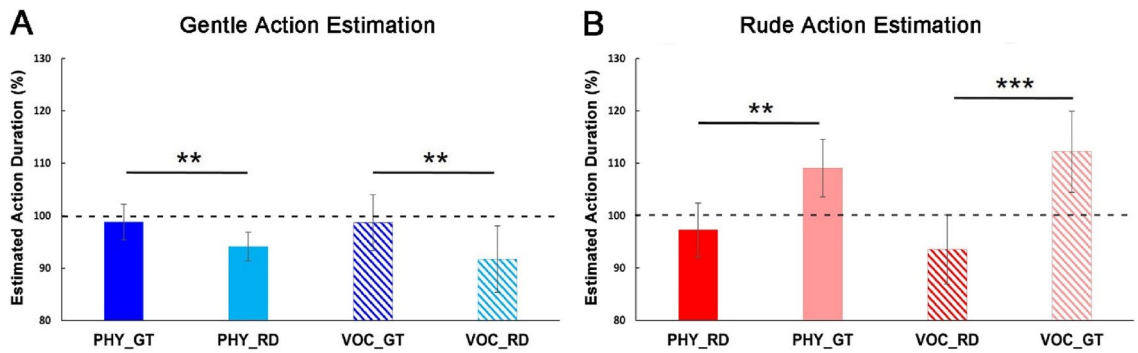 A
Gentle Action Estimation
Estimated Action Duration (%)
130
120
110
100
90
80
**
**
PHY_GT
PHY_RD
VOC_GT
VOC_RD
B
Rude Action Estimation
Estimated Action Duration (%)
130
120
110
100
90
80
**
***
PHY_RD
PHY_GT
VOC_RD
VOC_GT